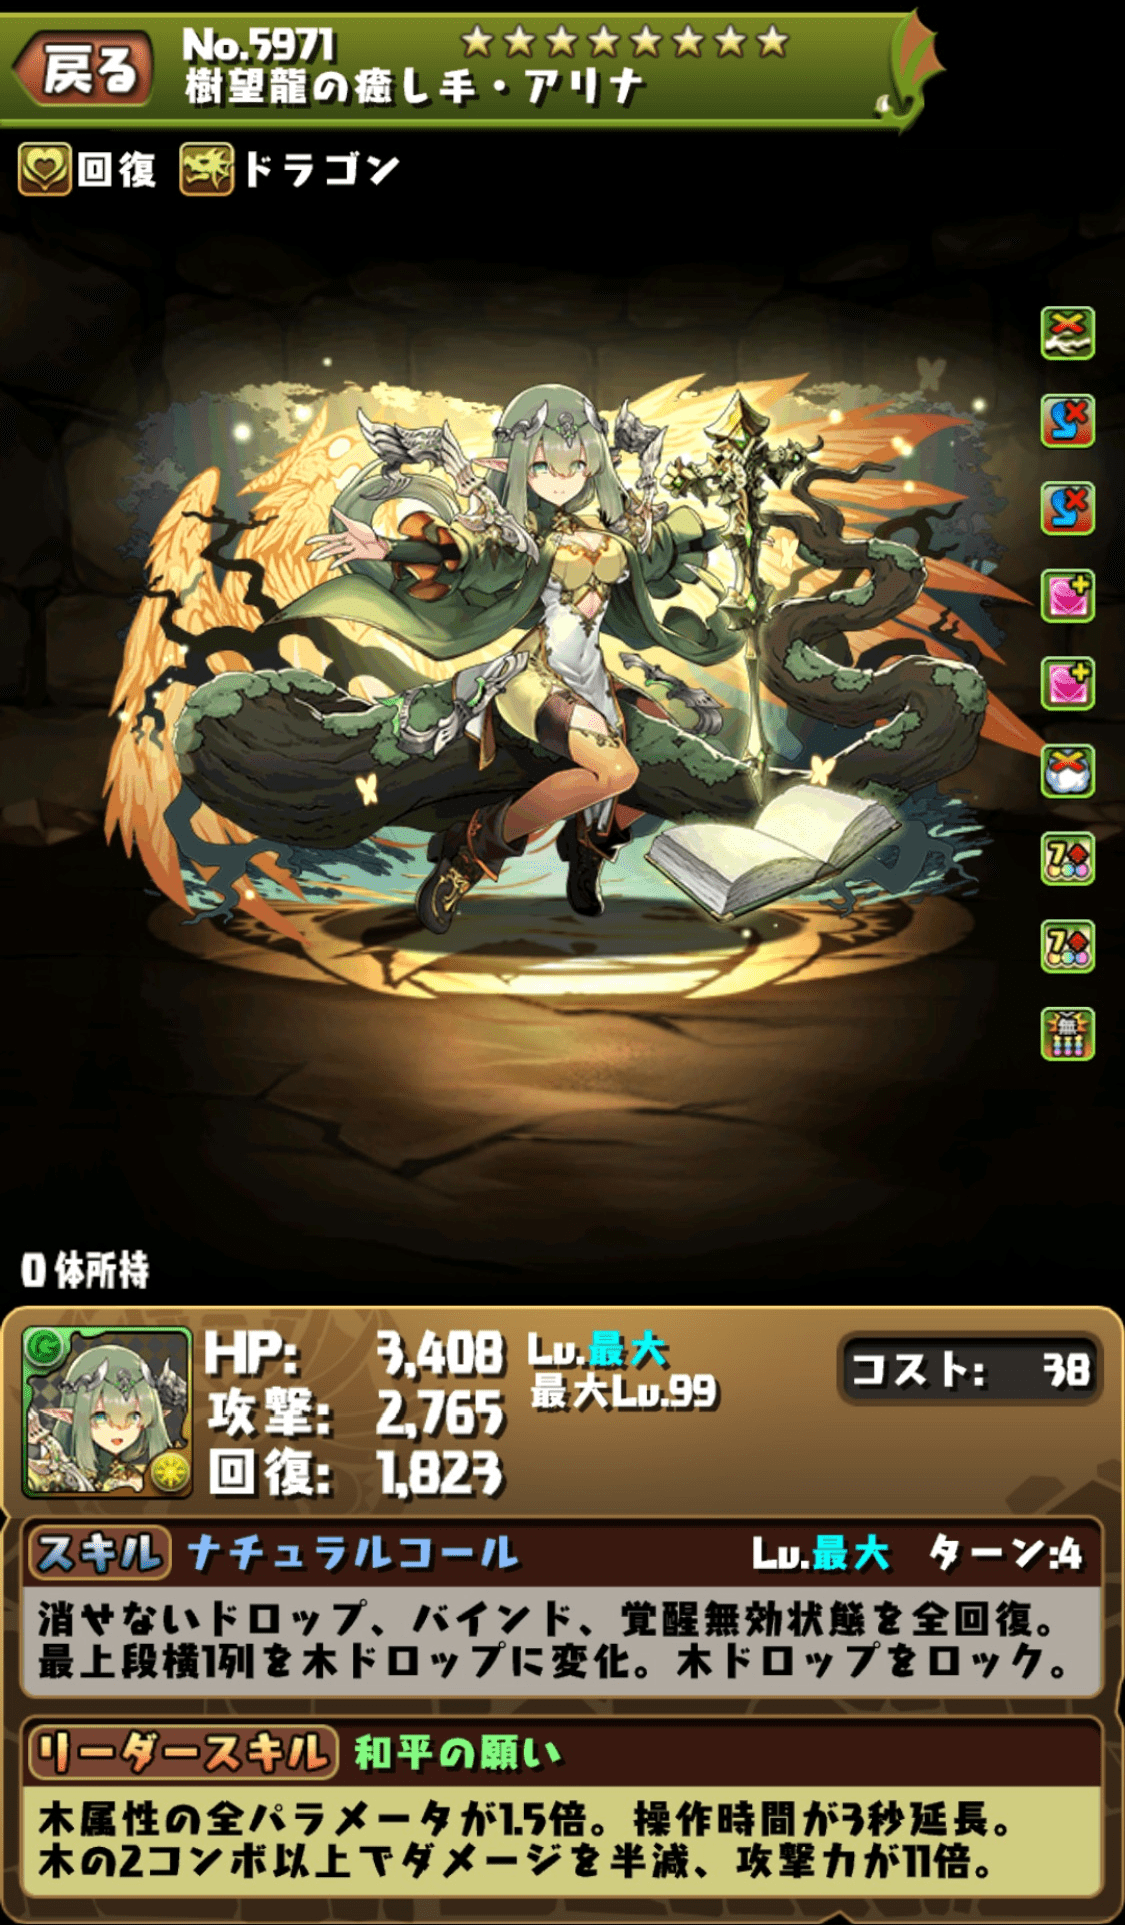 戻る
No.5971
★★★★★★★★
樹望龍の癒し手・アリナ
回復 ドラゴン
7
7
無
0体所持
HP: 3,408
攻撃: 2,765
回復: 1,823
Lv.最大
最大Lv.99
コスト: 38
スキル ナチュラルコール Lv.最大 ターン:4
消せないドロップ、バインド、覚醒無効状態を全回復。
最上段横1列を木ドロップに変化。木ドロップをロック。
リーダースキル 和平の願い
木属性の全パラメータが1.5倍。操作時間が3秒延長。
木の2コンボ以上でダメージを半減、攻撃力が11倍。